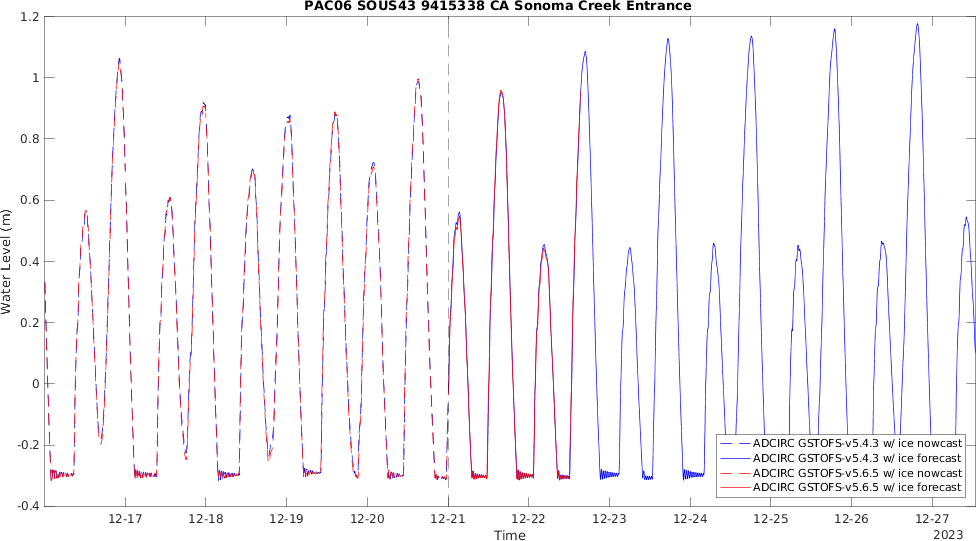 PAC06 SOUS43 9415338 CA Sonoma Creek Entrance
1.2
1
0.8
0.6
0.4
0.2
0
-0.2
-0.4
Water Level (m)
ADCIRC GSTOFS-v5.4.3 w/ ice nowcast
ADCIRC GSTOFS-v5.4.3 w/ ice forecast
ADCIRC GSTOFS-v5.6.5 w/ ice nowcast
ADCIRC GSTOFS-v5.6.5 w/ ice forecast
12-17 12-18 12-19 12-20 12-21 12-22 12-23 12-24 12-25 12-26 12-27
Time
2023